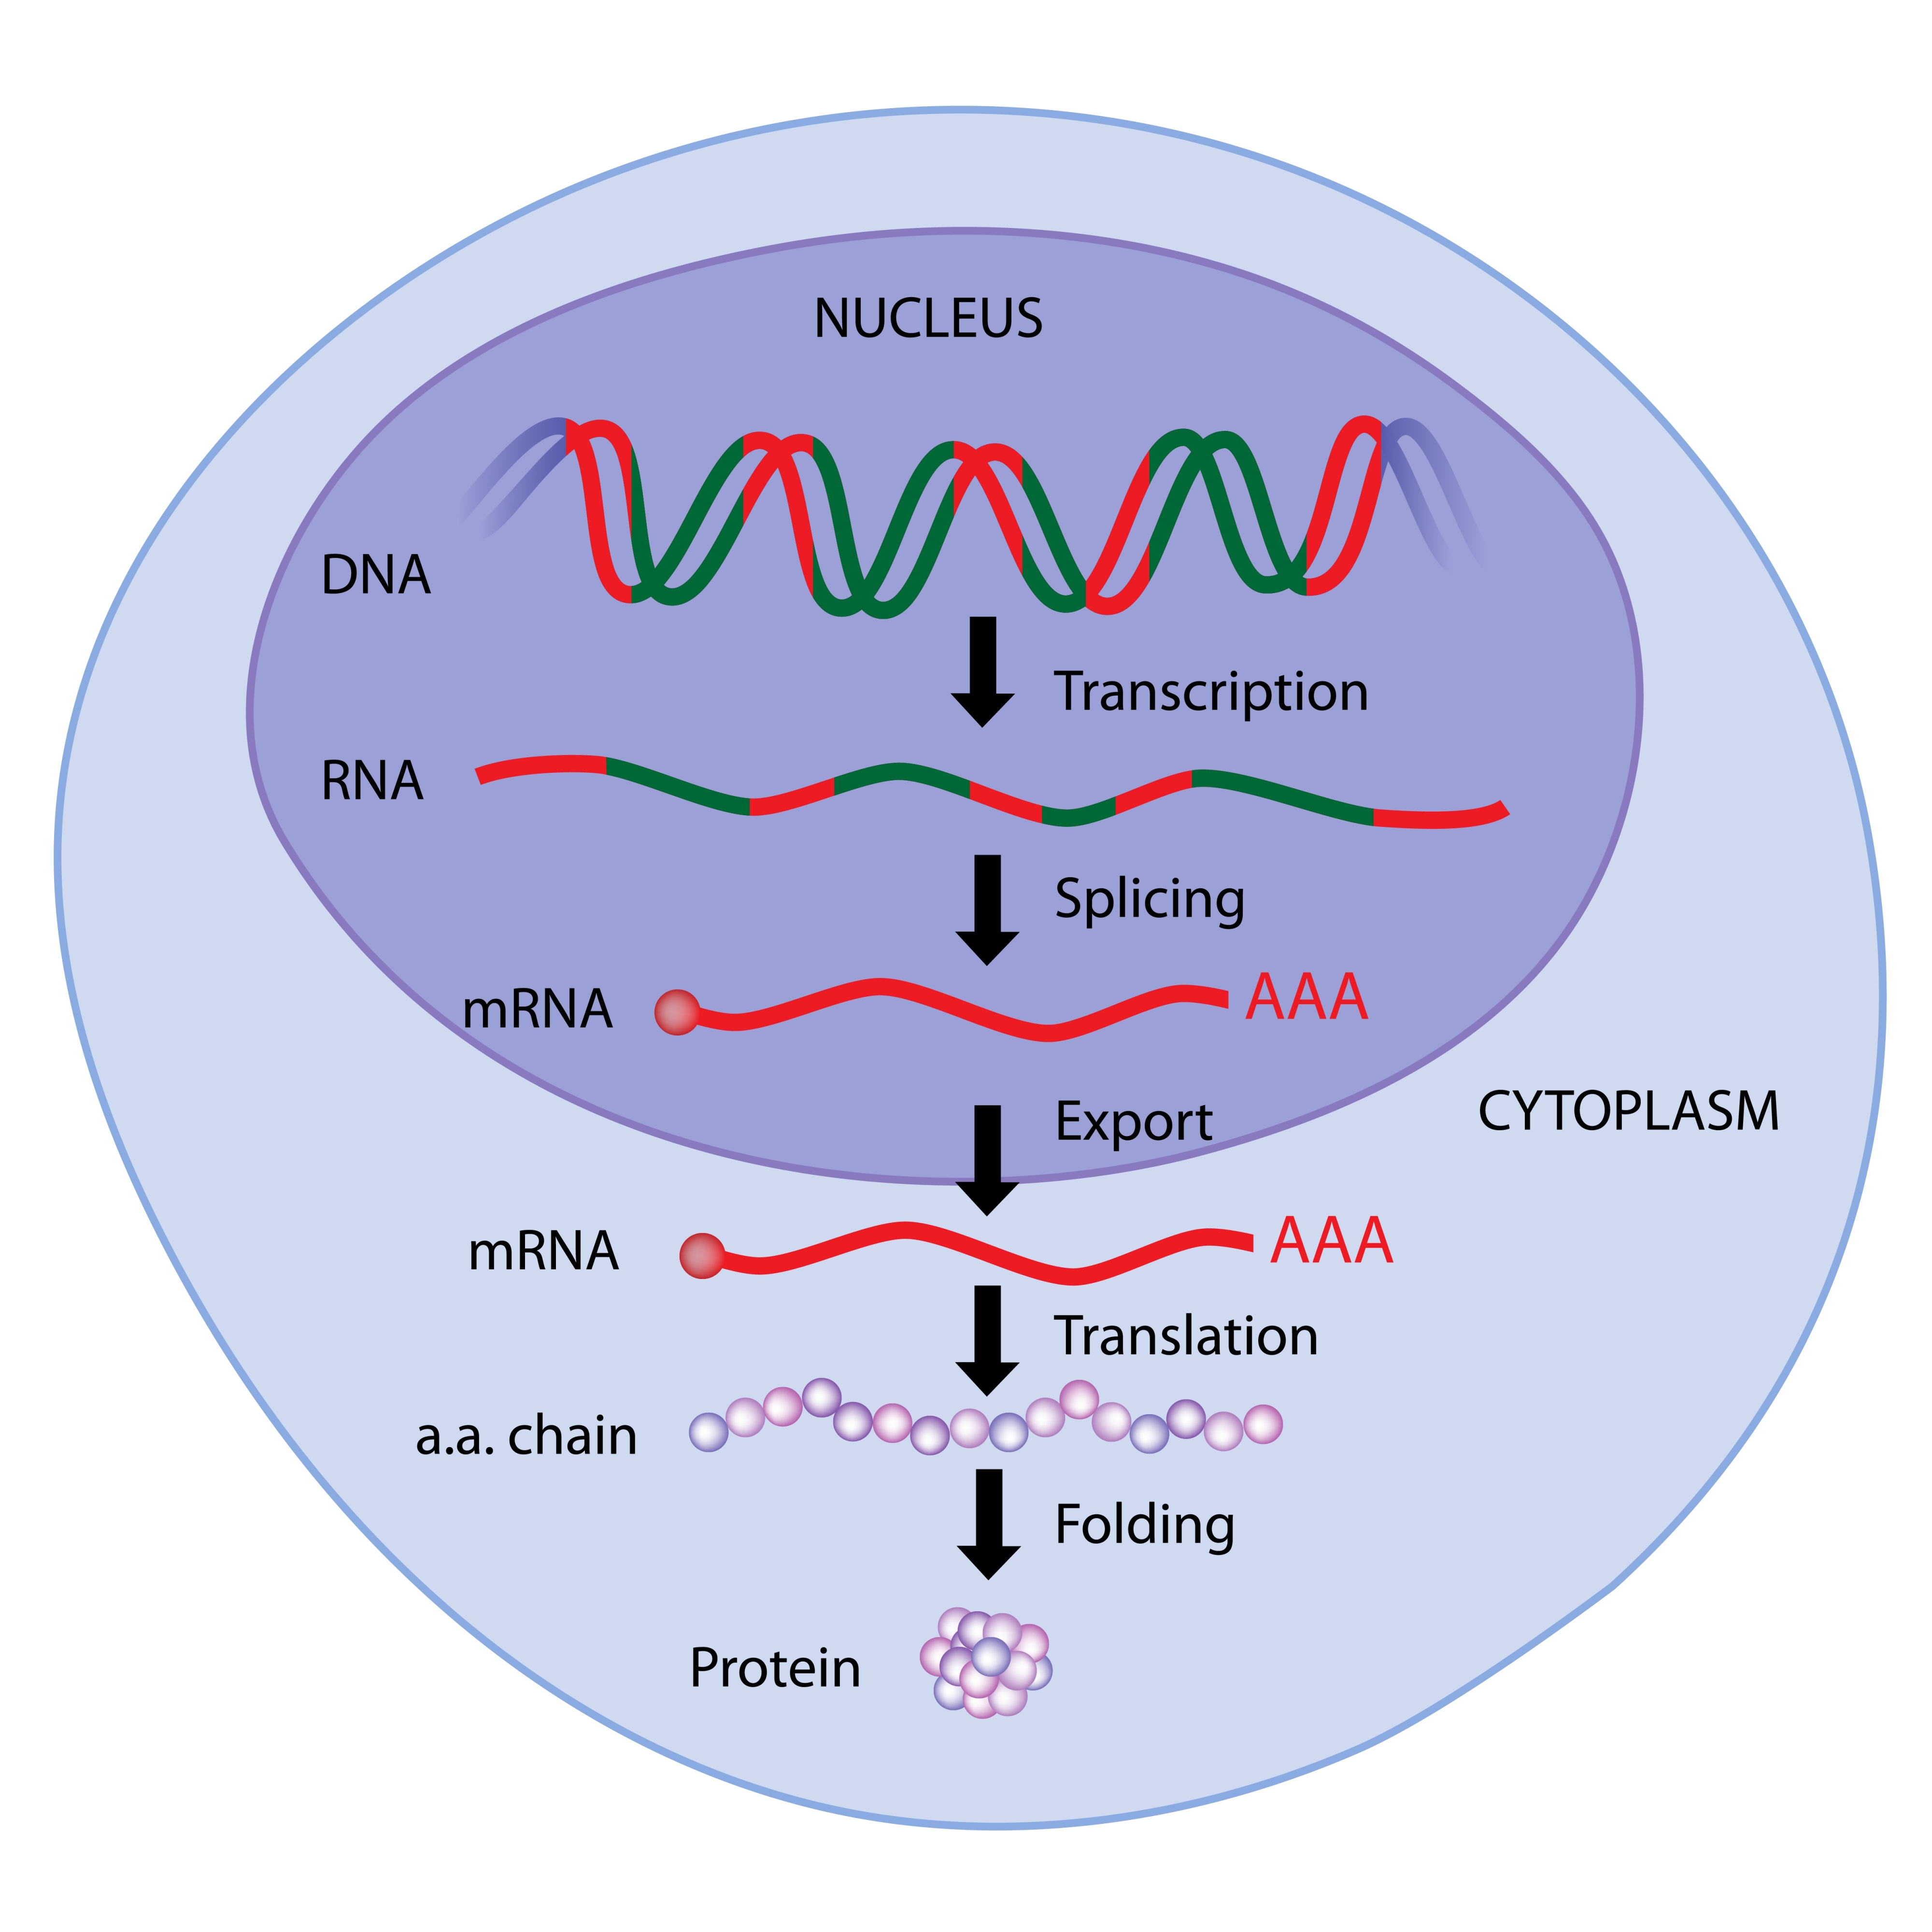 NUCLEUS
DNA
Transcription
RNA
Splicing
mRNA
AAA
Export
CYTOPLASM
mRNA
AAA
Translation
a.a. chain
Folding
Protein